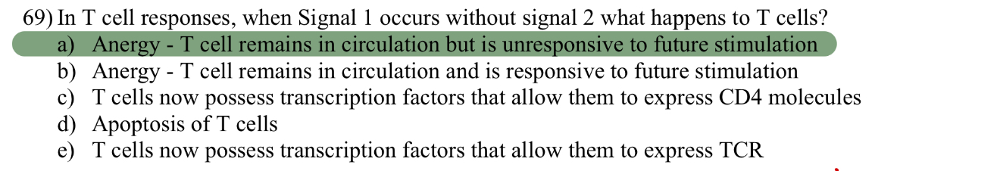 69) In T cell responses, when Signal 1 occurs without signal 2 what happens to T cells?
a) Anergy - T cell remains in circulation but is unresponsive to future stimulation
b) Anergy - T cell remains in circulation and is responsive to future stimulation
c) T cells now possess transcription factors that allow them to express CD4 molecules
d) Apoptosis of T cells
e) T cells now possess transcription factors that allow them to express TCR